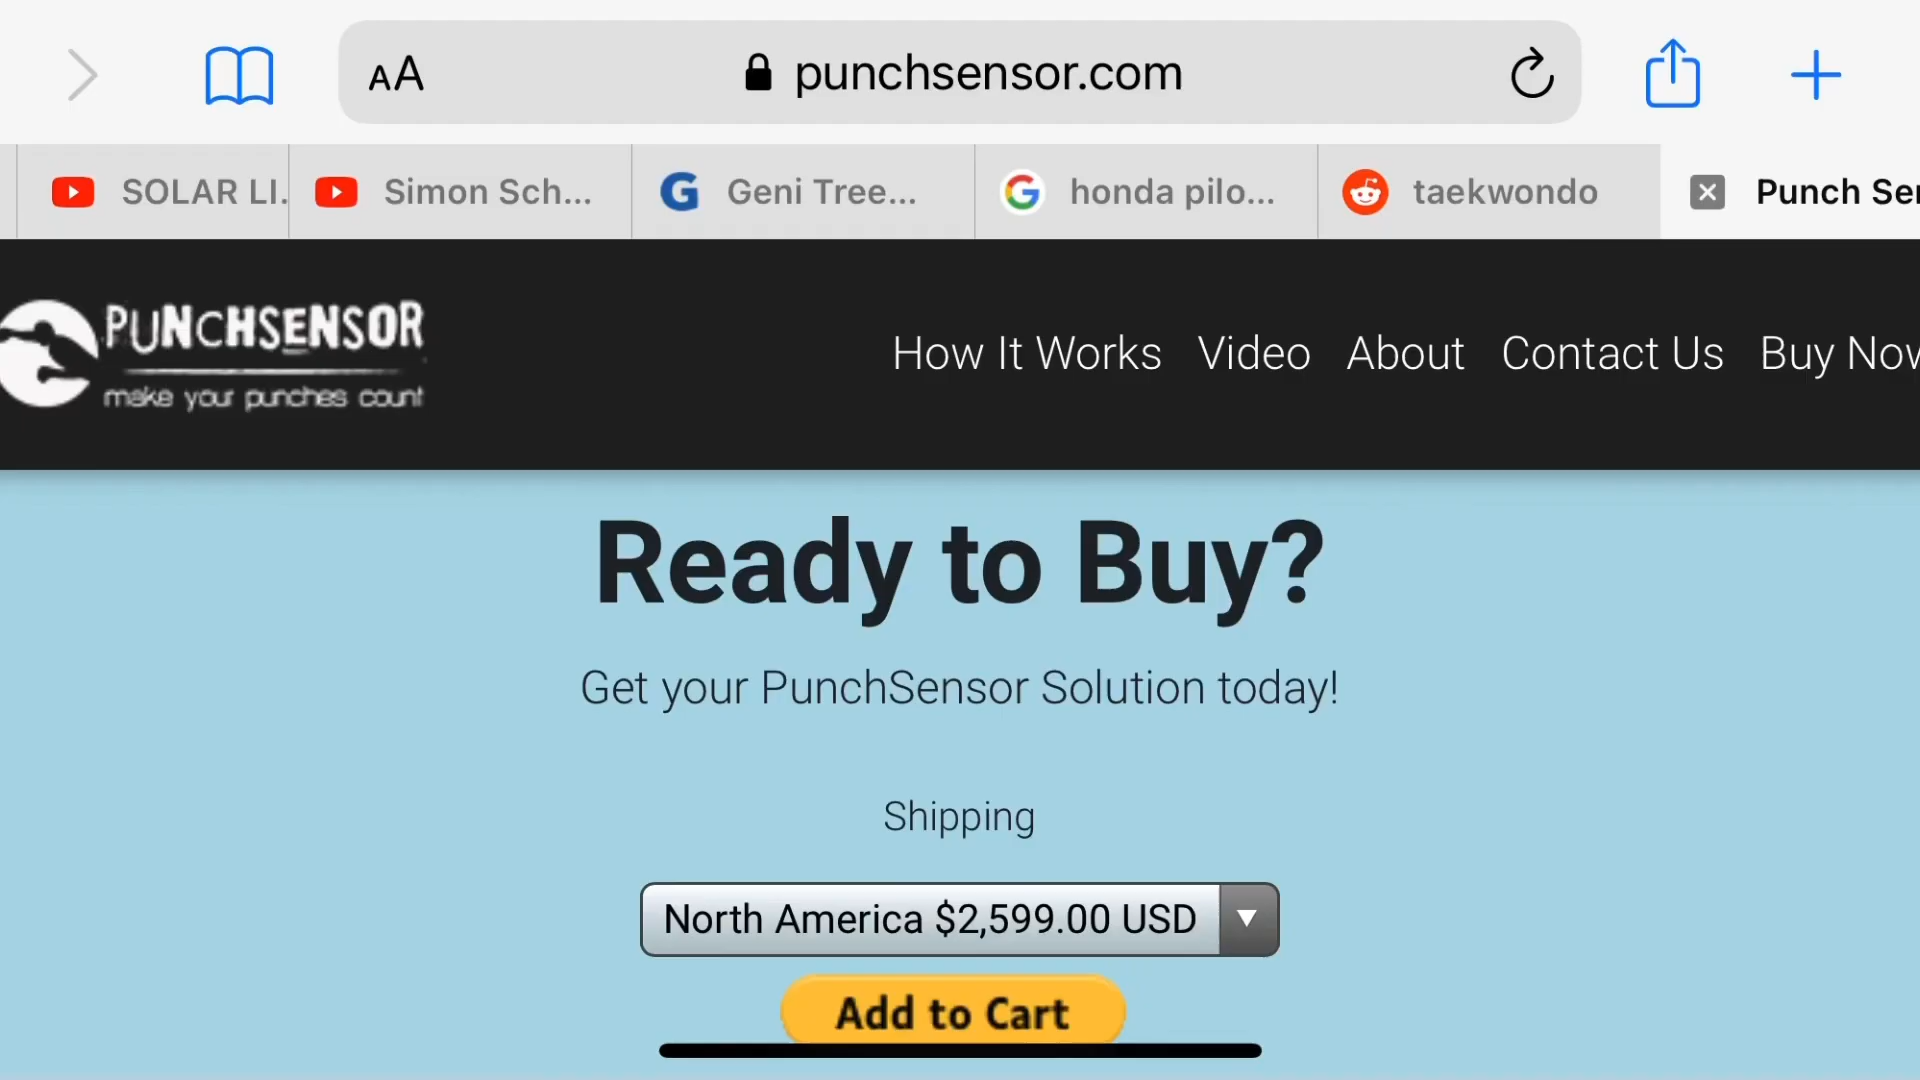 AA punchsensor.com
SOLAR LI. Simon Sch... Geni Tree... honda pilo... taekwondo Punch Ser
PUNCHSENSOR
make your punches count
How It Works Video About Contact Us Buy Now
Ready to Buy?
Get your PunchSensor Solution today!
Shipping
North America $2,599.00 USD
Add to Cart